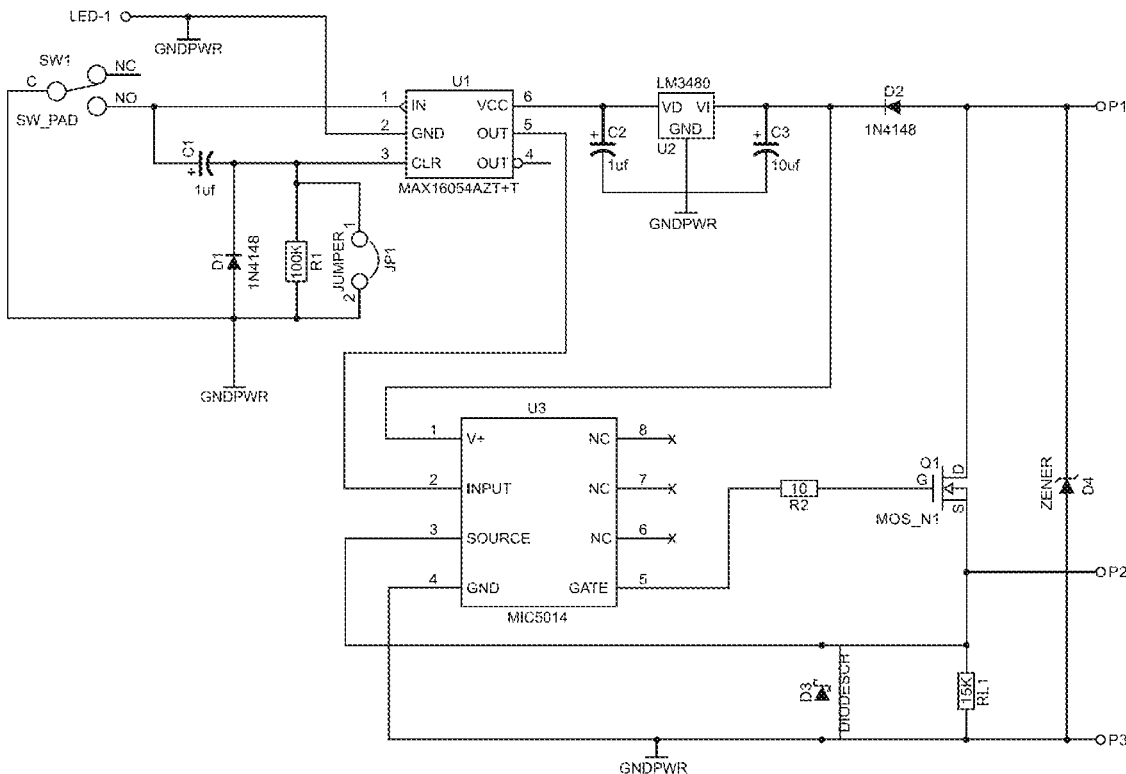 LED-1
GNDPWR
SW1
NC
C
NO
SW_PAD
C1
+
1uf
D1
1N4148
100K
R1
JUMPER
1
2
JP1
GNDPWR
U1
1 IN VCC 6
2 GND OUT 5
3 CLR OUT 4
MAX16054AZT+T
+ C2
1uf
LM3480
VD VI
GND
U2
+ C3
10uf
GNDPWR
D2
1N4148
P1
U3
1 V+ NC 8
2 INPUT NC 7
3 SOURCE NC 6
4 GND GATE 5
MIC5014
10
R2
Q1
G
D
S
MOS_N1
ZENER
D4
P2
D3
DIODESCH
15K
RL1
P3
GNDPWR